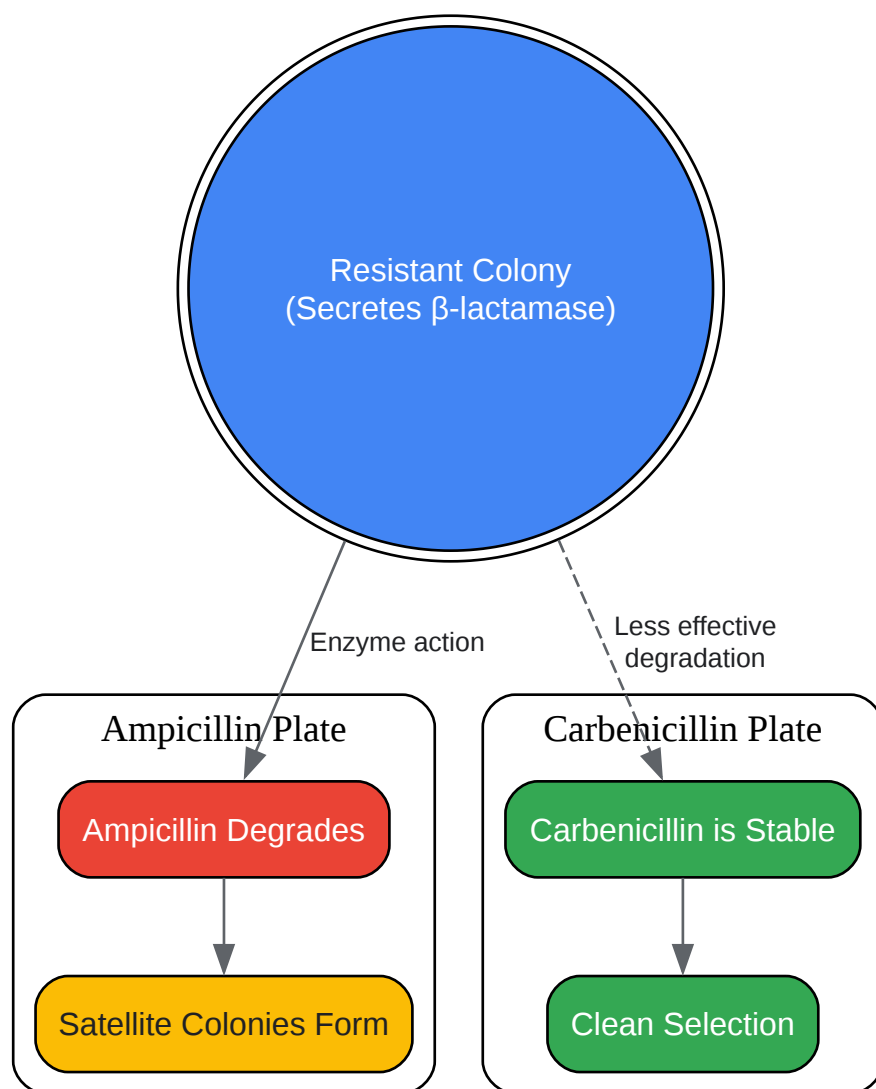 Resistant Colony
(Secretes β-lactamase)
Enzyme action
Less effective
degradation
Ampicillin Plate
Carbenicillin Plate
Ampicillin Degrades
Carbenicillin is Stable
Satellite Colonies Form
Clean Selection